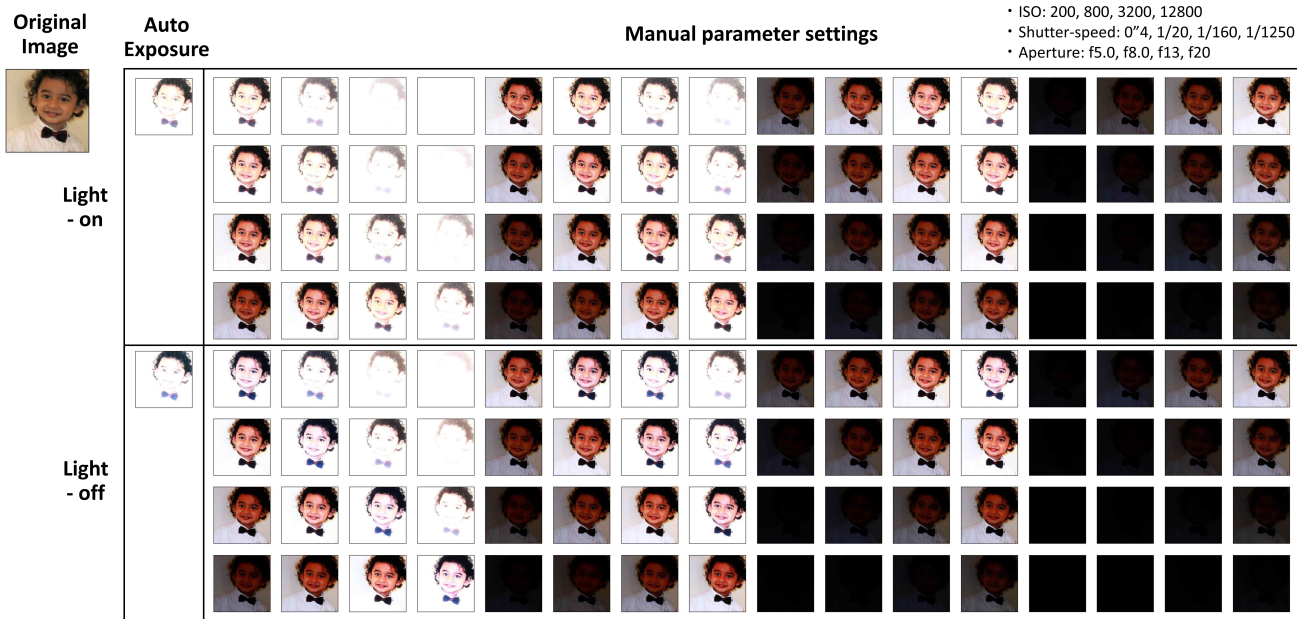 Original
Image
Auto
Exposure
Manual parameter settings
・ISO: 200, 800, 3200, 12800
・Shutter-speed: 0”4, 1/20, 1/160, 1/1250
・Aperture: f5.0, f8.0, f13, f20
Light
- on
Light
- off